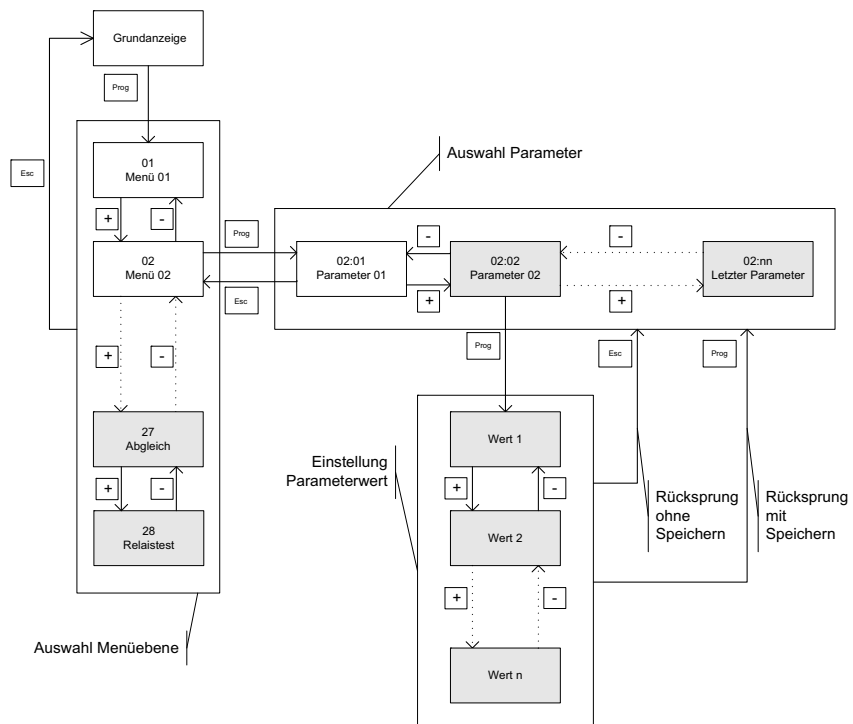 Grundanzeige
Prog
Esc
01
Menü 01
+
-
Auswahl Parameter
02
Menü 02
Prog
Esc
02:01
Parameter 01
-
+
02:02
Parameter 02
-
+
02:nn
Letzter Parameter
+
-
Prog
Esc
Prog
27
Abgleich
+
-
28
Relaistest
Auswahl Menüebene
Einstellung
Parameterwert
Wert 1
+
-
Wert 2
+
-
Wert n
Rücksprung
ohne
Speichern
Rücksprung
mit
Speichern